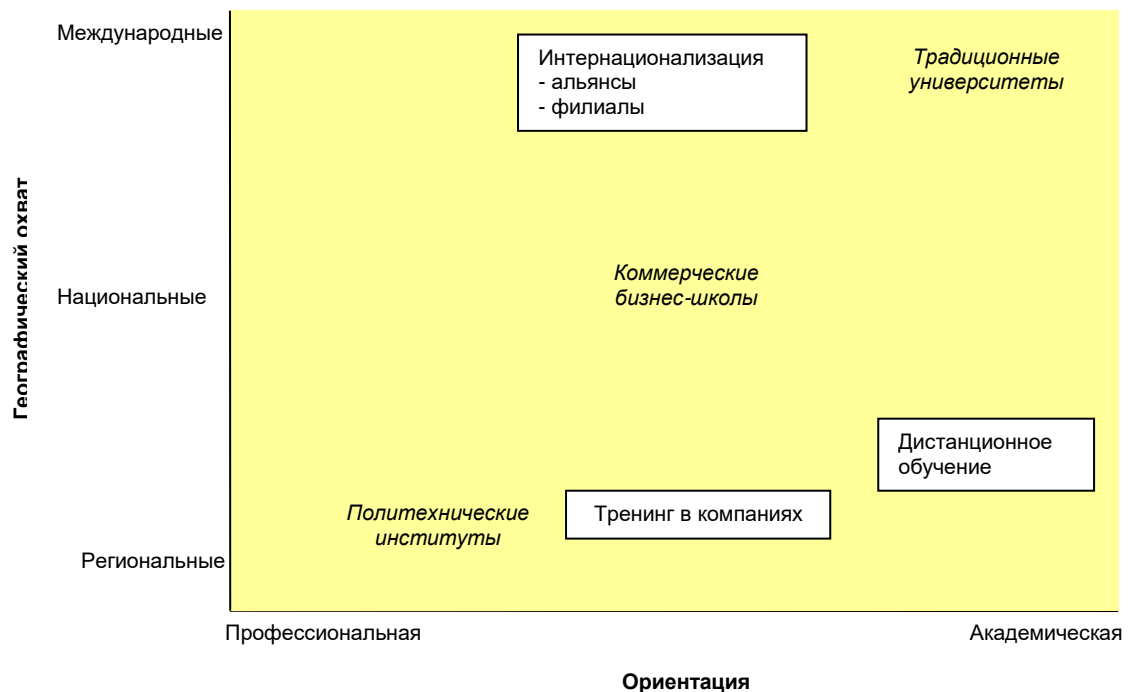 Международные
Интернационализация
- альянсы
- филиалы
Традиционные
университеты
Географический охват
Национальные
Коммерческие
бизнес-школы
Дистанционное
обучение
Политехнические
институты
Тренинг в компаниях
Региональные
Профессиональная
Академическая
Ориентация